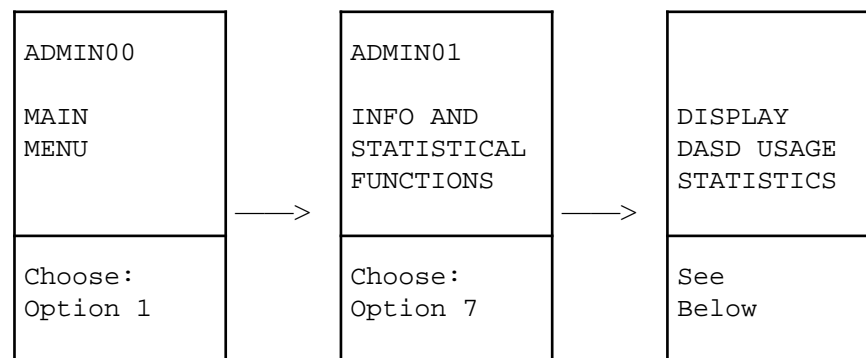 ADMIN00
MAIN
MENU
Choose:
Option 1
——>
ADMIN01
INFO AND
STATISTICAL
FUNCTIONS
Choose:
Option 7
——>
DISPLAY
DASD USAGE
STATISTICS
See
Below